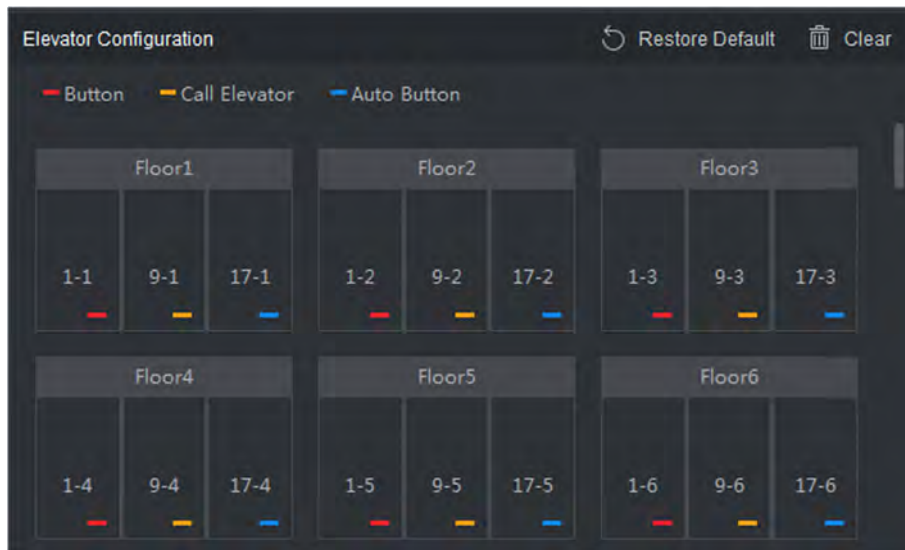 Elevator Configuration Restore Default Clear
Button Call Elevator Auto Button
Floor1 Floor2 Floor3
1-1 9-1 17-1 1-2 9-2 17-2 1-3 9-3 17-3
Floor4 Floor5 Floor6
1-4 9-4 17-4 1-5 9-5 17-5 1-6 9-6 17-6